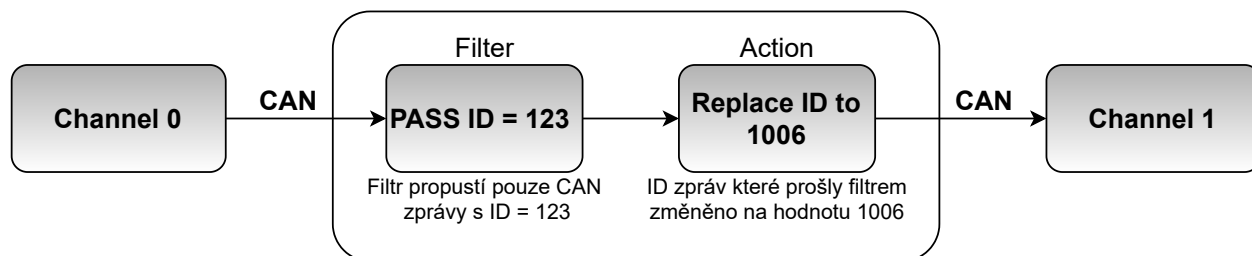 Filter
Action
Channel 0
CAN
PASS ID = 123
Replace ID to
1006
CAN
Channel 1
Filtr propustí pouze CAN
zprávy s ID = 123
ID zpráv které prošly filtrem
změněno na hodnotu 1006